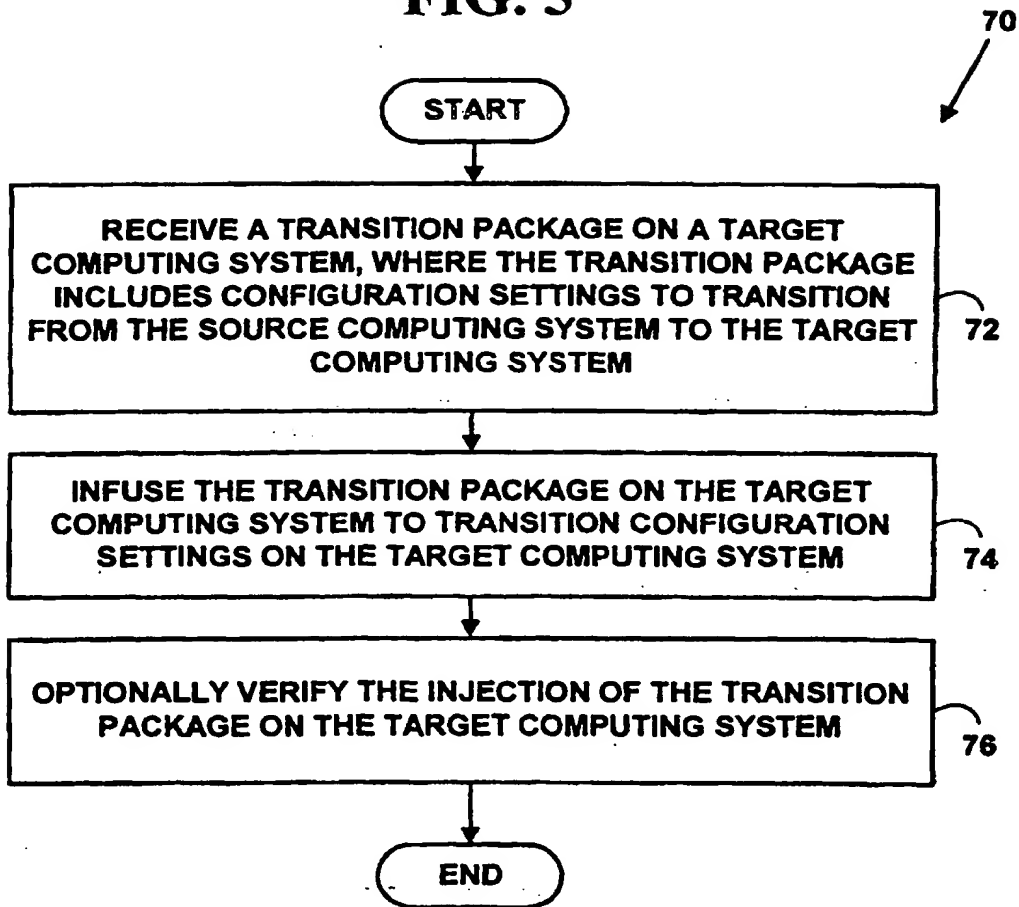 FIG. 5
70
START
RECEIVE A TRANSITION PACKAGE ON A TARGET
COMPUTING SYSTEM, WHERE THE TRANSITION PACKAGE
INCLUDES CONFIGURATION SETTINGS TO TRANSITION
FROM THE SOURCE COMPUTING SYSTEM TO THE TARGET
COMPUTING SYSTEM
72
INFUSE THE TRANSITION PACKAGE ON THE TARGET
COMPUTING SYSTEM TO TRANSITION CONFIGURATION
SETTINGS ON THE TARGET COMPUTING SYSTEM
74
OPTIONALLY VERIFY THE INJECTION OF THE TRANSITION
PACKAGE ON THE TARGET COMPUTING SYSTEM
76
END